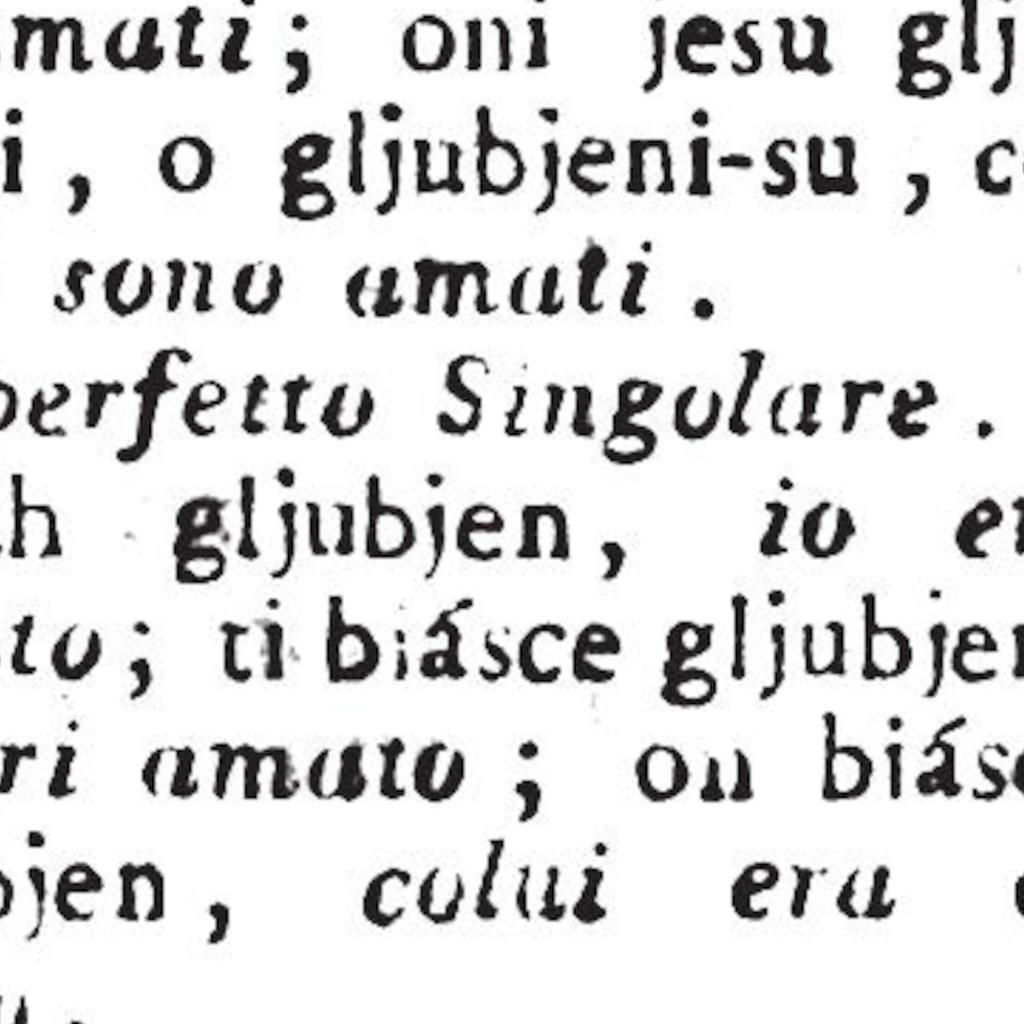 mati; oni jesu glj
i, o gljubjeni-su, c
sono amati.
perfetto Singolare.
h gljubjen, io e
to; ti biásce gljubjen
ri amato; on biásc
bjen, colui era